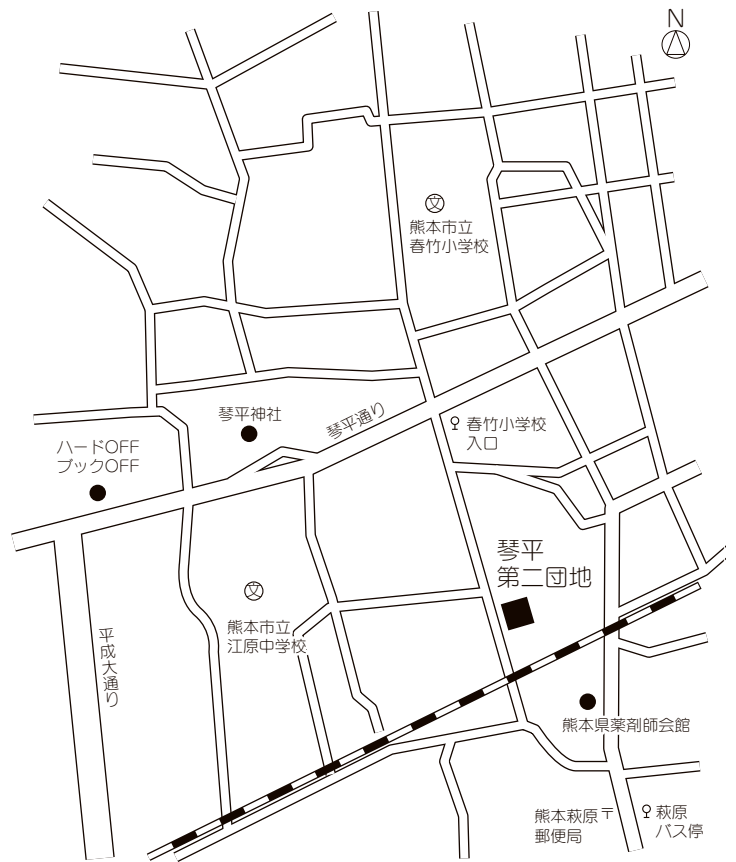 N
文
熊本市立
春竹小学校
琴平神社
琴平通り
春竹小学校
入口
ハードOFF
ブックOFF
琴平
第二団地
文
熊本市立
江原中学校
平成大通り
熊本県薬剤師会館
熊本萩原〒
郵便局
萩原
バス停